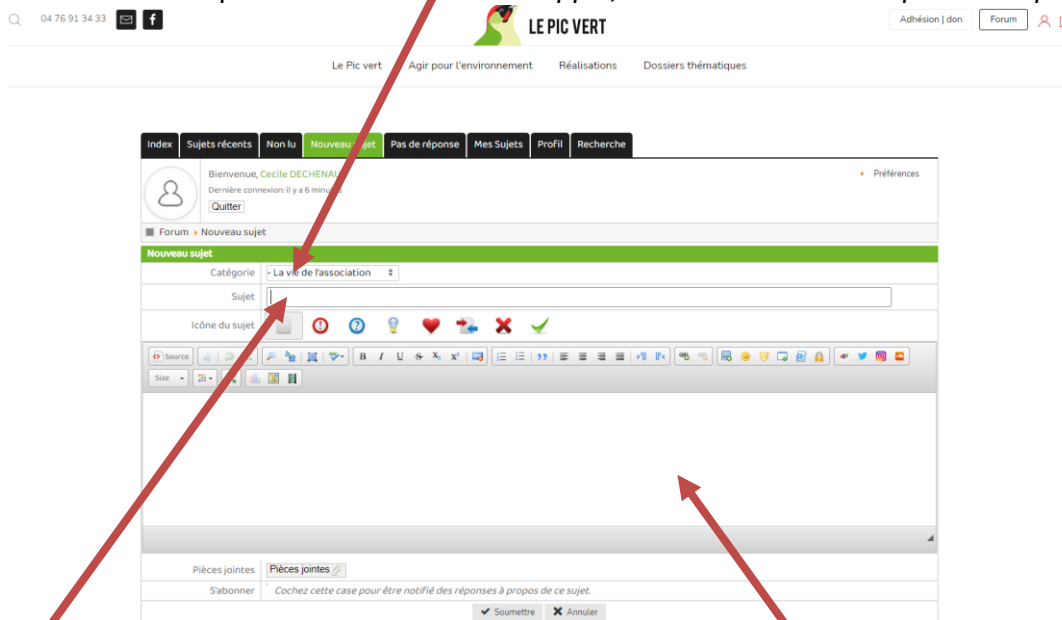 04 76 91 34 33 f LE PIC VERT Adhésion | don Forum
Le Pic vert Agir pour l'environnement Réalisations Dossiers thématiques
Index Sujets récents Non lu Nouveau sujet Pas de réponse Mes Sujets Profil Recherche
Bienvenue, Cecile Préférences
Dernière connexion: il y a 6 minutes
Quitter
Forum Nouveau sujet
Nouveau sujet
Catégorie - La vie de l'association
Sujet
Icône du sujet
Source B I U S X₂ X²
Size
Pièces jointes Pièces jointes
S'abonner Cochez cette case pour être notifié des réponses à propos de ce sujet.
Soumettre Annuler